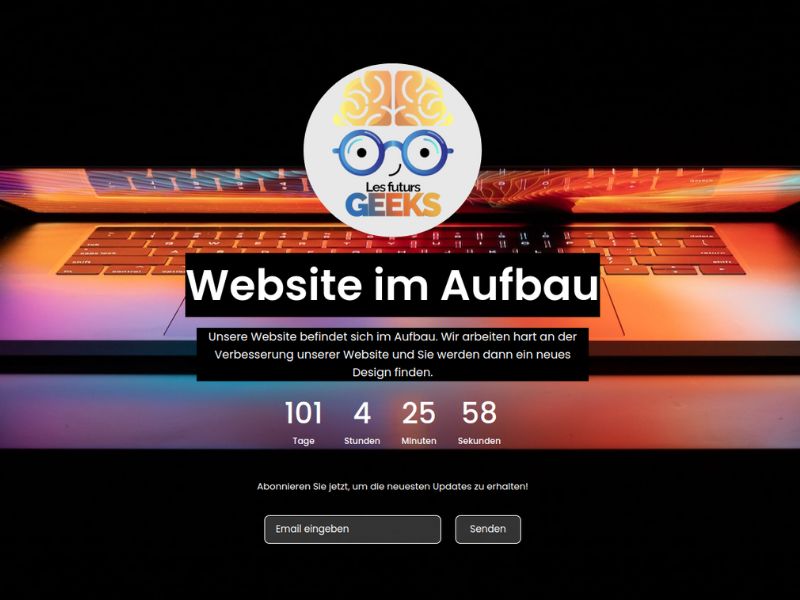 Les futurs
GEEKS
Website im Aufbau
Unsere Website befindet sich im Aufbau. Wir arbeiten hart an der
Verbesserung unserer Website und Sie werden dann ein neues
Design finden.
101 4 25 58
Tage Stunden Minuten Sekunden
Abonnieren Sie jetzt, um die neuesten Updates zu erhalten!
Email eingeben Senden